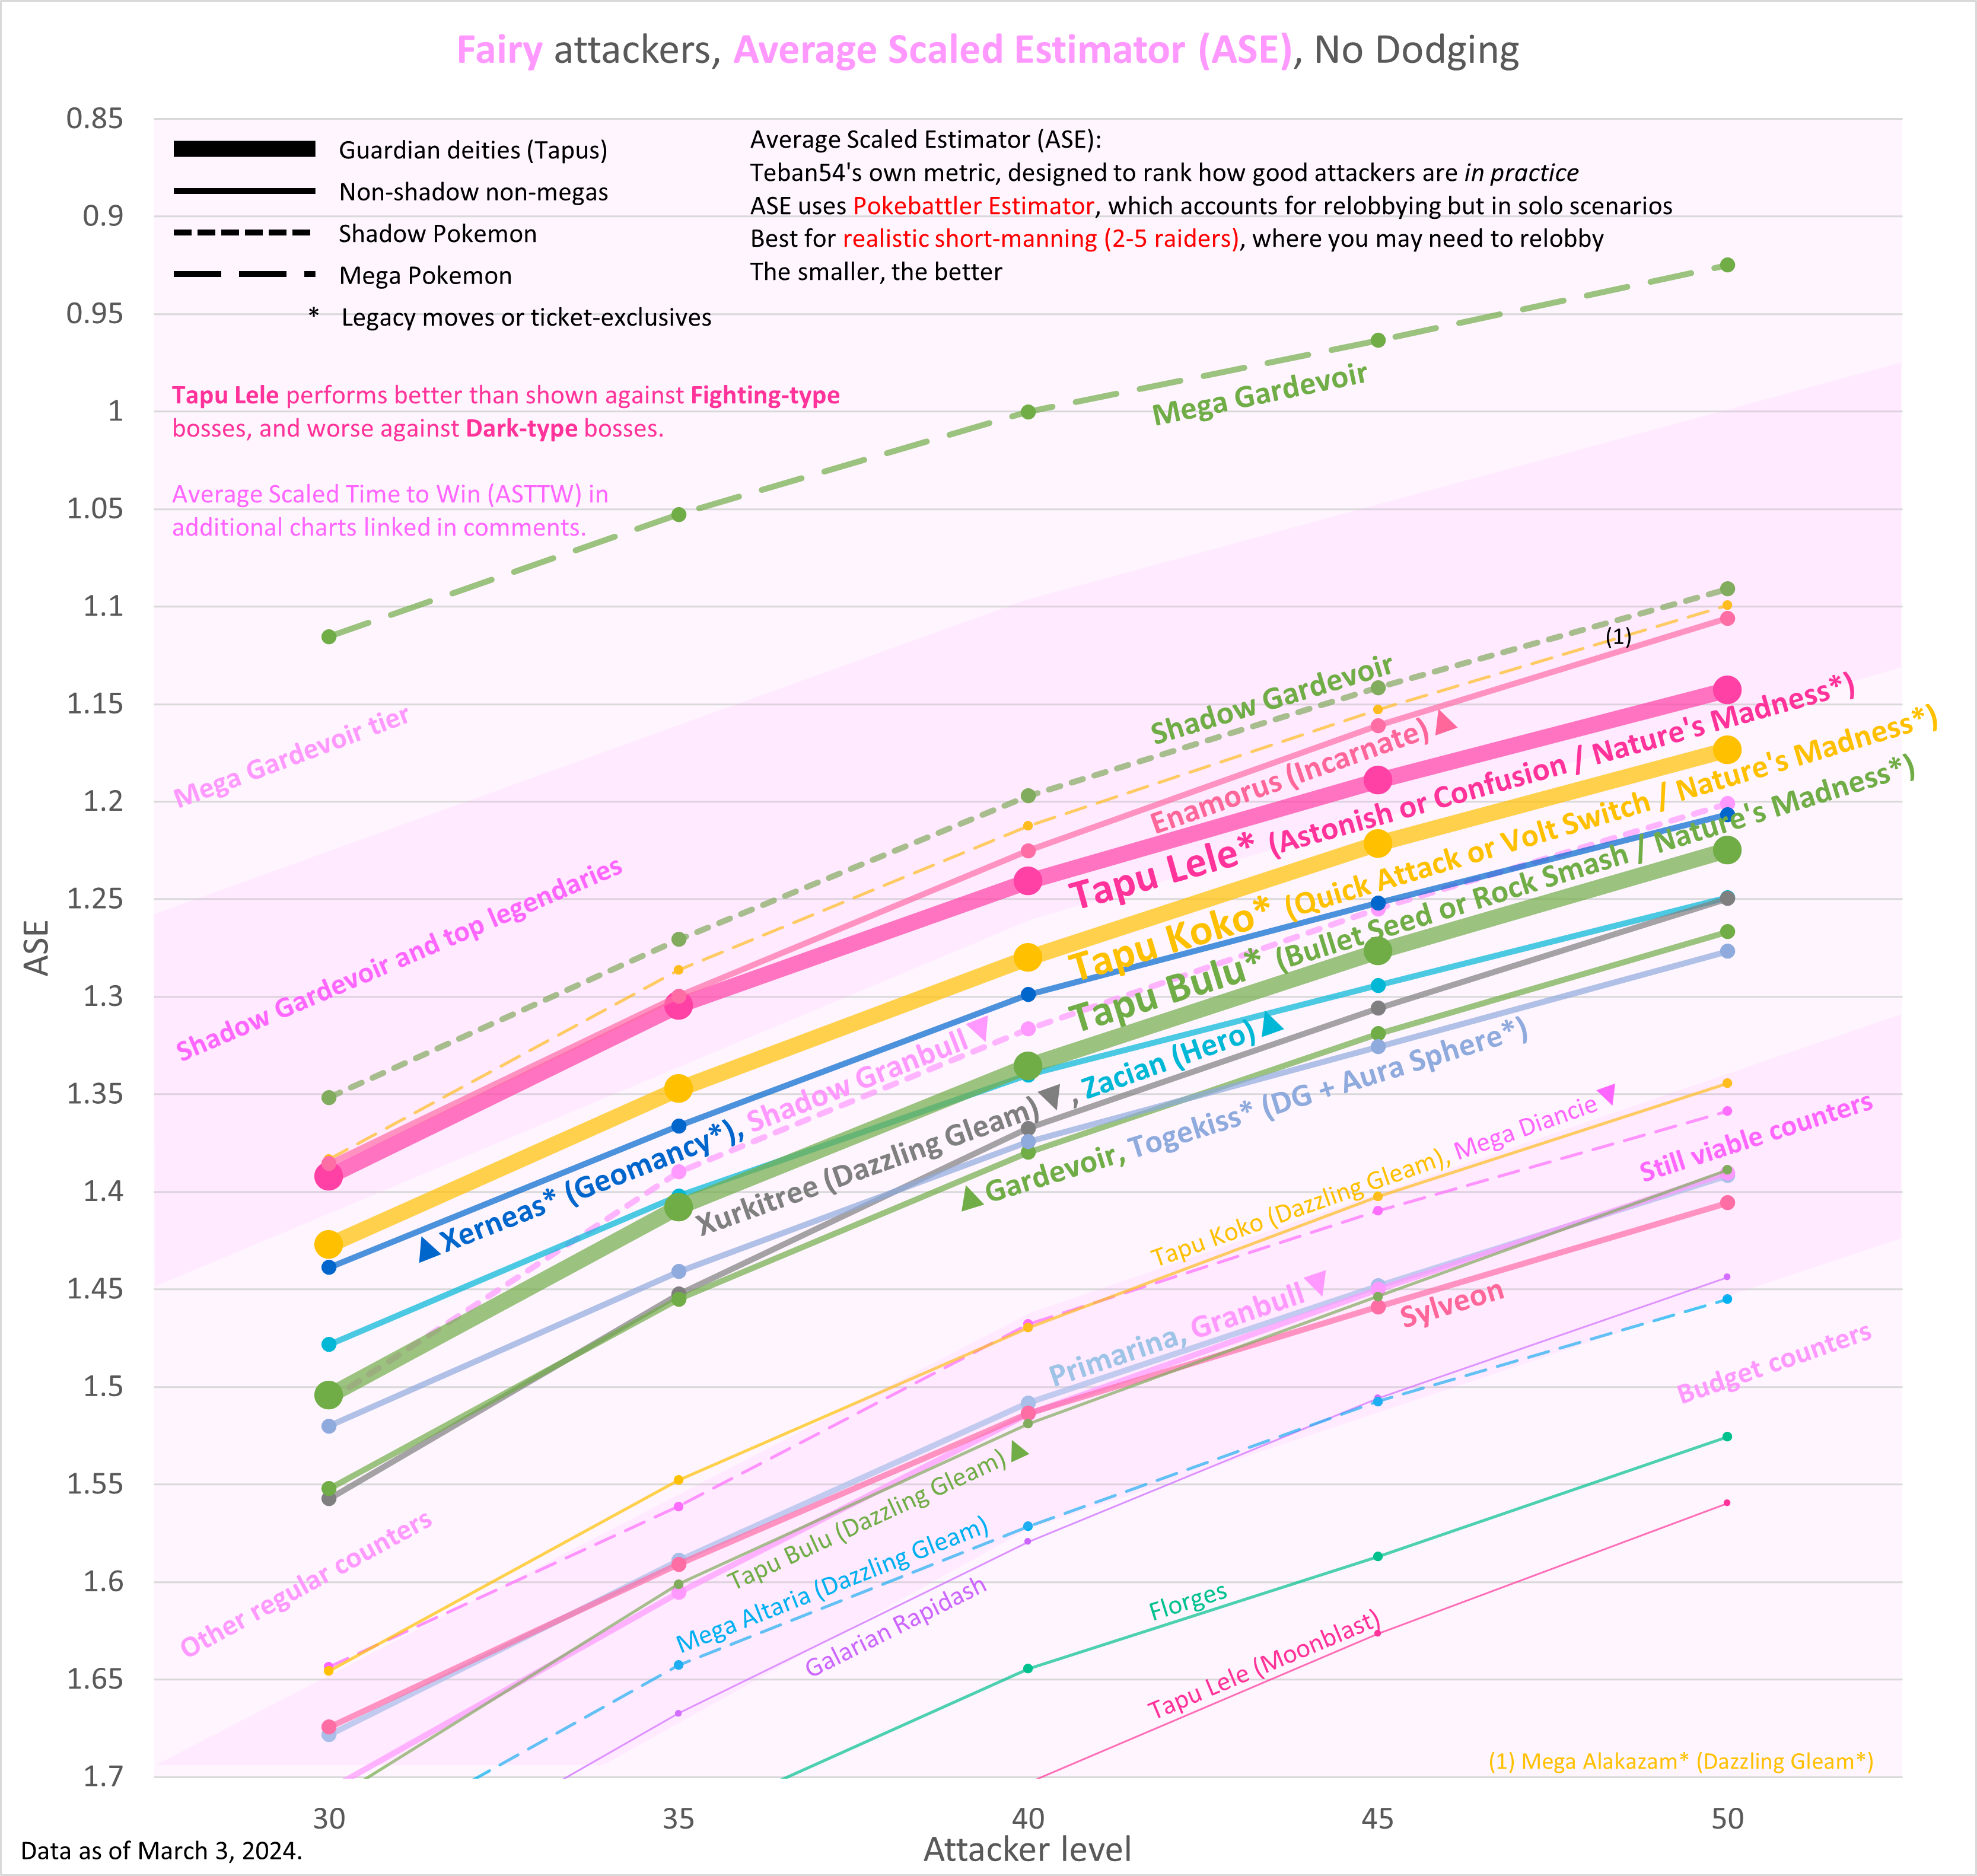 Fairy attackers, Average Scaled Estimator (ASE), No Dodging
0.85
0.9
0.95
1
1.05
1.1
1.15
1.2
1.25
1.3
1.35
1.4
1.45
1.5
1.55
1.6
1.65
1.7
ASE
Guardian deities (Tapus)
Non-shadow non-megas
Shadow Pokemon
Mega Pokemon
* Legacy moves or ticket-exclusives
Average Scaled Estimator (ASE):
Teban54's own metric, designed to rank how good attackers are in practice
ASE uses Pokebattler Estimator, which accounts for relobbying but in solo scenarios
Best for realistic short-manning (2-5 raiders), where you may need to relobby
The smaller, the better
Tapu Lele performs better than shown against Fighting-type
bosses, and worse against Dark-type bosses.
Average Scaled Time to Win (ASTTW) in
additional charts linked in comments.
Mega Gardevoir
Mega Gardevoir tier
(1)
Shadow Gardevoir
Enamorus (Incarnate)▲
Tapu Lele* (Astonish or Confusion / Nature's Madness*)
Tapu Koko* (Quick Attack or Volt Switch / Nature's Madness*)
Tapu Bulu* (Bullet Seed or Rock Smash / Nature's Madness*)
Shadow Gardevoir and top legendaries
▲Xerneas* (Geomancy*), Shadow Granbull▼
Xurkitree (Dazzling Gleam)▼, Zacian (Hero)▲
▲Gardevoir, Togekiss* (DG + Aura Sphere*)
Tapu Koko (Dazzling Gleam), Mega Diancie▼
Still viable counters
Primarina, Granbull▼
Sylveon
Budget counters
Other regular counters
Tapu Bulu (Dazzling Gleam)▲
Mega Altaria (Dazzling Gleam)
Galarian Rapidash
Florges
Tapu Lele (Moonblast)
(1) Mega Alakazam* (Dazzling Gleam*)
30
35
40
45
50
Attacker level
Data as of March 3, 2024.